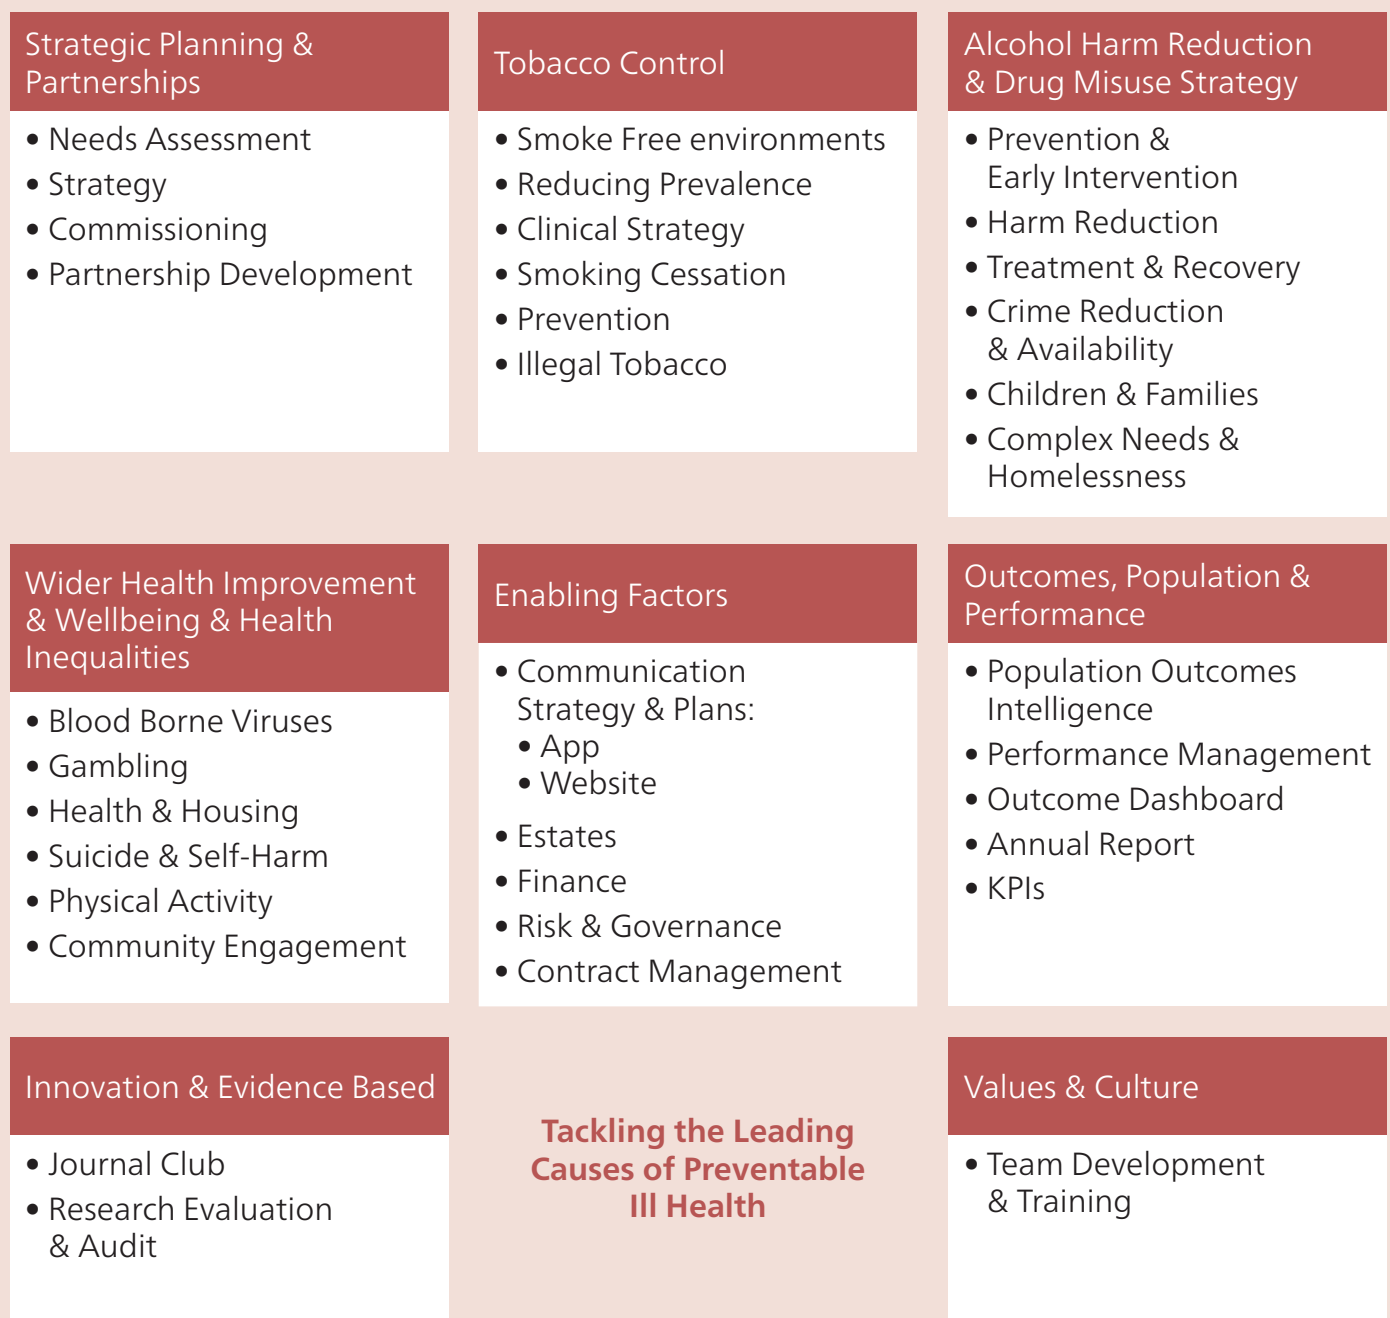 Strategic Planning &
Partnerships
• Needs Assessment
• Strategy
• Commissioning
• Partnership Development
Tobacco Control
• Smoke Free environments
• Reducing Prevalence
• Clinical Strategy
• Smoking Cessation
• Prevention
• Illegal Tobacco
Alcohol Harm Reduction
& Drug Misuse Strategy
• Prevention &
Early Intervention
• Harm Reduction
• Treatment & Recovery
• Crime Reduction
& Availability
• Children & Families
• Complex Needs &
Homelessness
Wider Health Improvement
& Wellbeing & Health
Inequalities
• Blood Borne Viruses
• Gambling
• Health & Housing
• Suicide & Self-Harm
• Physical Activity
• Community Engagement
Enabling Factors
• Communication
Strategy & Plans:
• App
• Website
• Estates
• Finance
• Risk & Governance
• Contract Management
Outcomes, Population &
Performance
• Population Outcomes
Intelligence
• Performance Management
• Outcome Dashboard
• Annual Report
• KPIs
Innovation & Evidence Based
• Journal Club
• Research Evaluation
& Audit
Tackling the Leading
Causes of Preventable
Ill Health
Values & Culture
• Team Development
& Training